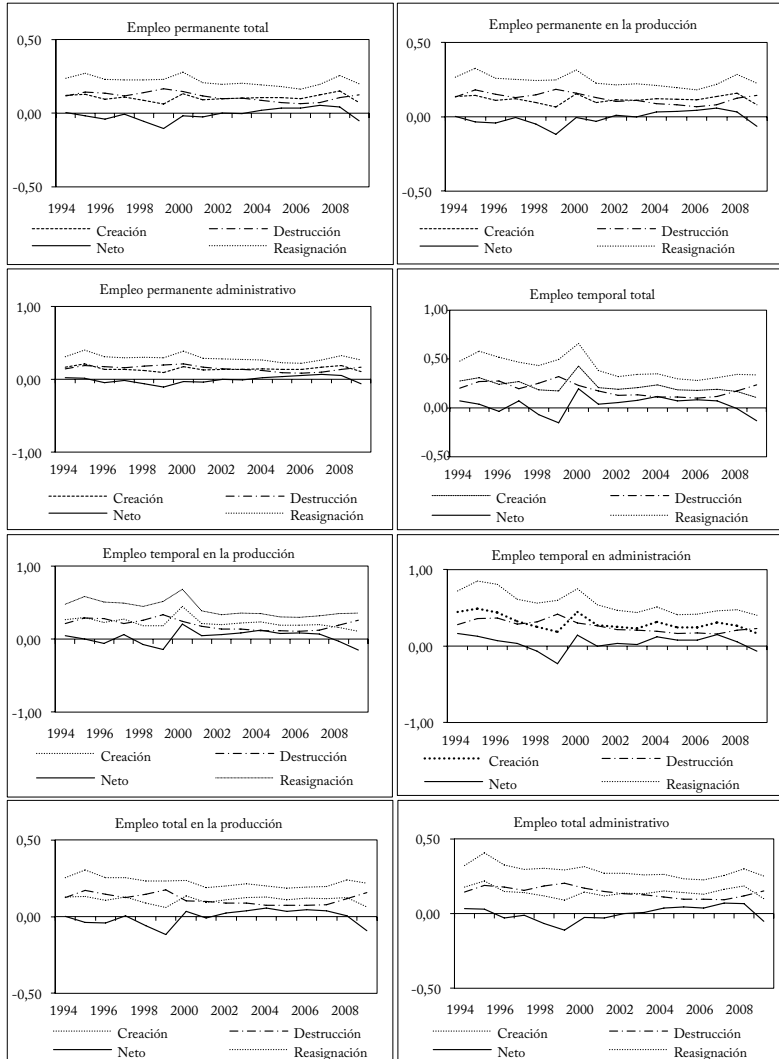 Empleo permanente total
0,50
0,00
-0,50
1994 1996 1998 2000 2002 2004 2006 2008
Creación Destrucción
Neto Reasignación
Empleo permanente en la producción
0,50
0,00
-0,50
1994 1996 1998 2000 2002 2004 2006 2008
Creación Destrucción
Neto Reasignación
Empleo permanente administrativo
1,00
0,00
-1,00
1994 1996 1998 2000 2002 2004 2006 2008
Creación Destrucción
Neto Reasignación
Empleo temporal total
1,00
0,50
0,00
-0,50
1994 1996 1998 2000 2002 2004 2006 2008
Creación Destrucción
Neto Reasignación
Empleo temporal en la producción
1,00
0,00
-1,00
1994 1996 1998 2000 2002 2004 2006 2008
Creación Destrucción
Neto Reasignación
Empleo temporal en administración
1,00
0,00
-1,00
1994 1996 1998 2000 2002 2004 2006 2008
Creación Destrucción
Neto Reasignación
Empleo total en la producción
0,50
0,00
-0,50
1994 1996 1998 2000 2002 2004 2006 2008
Creación Destrucción
Neto Reasignación
Empleo total administrativo
0,50
0,00
-0,50
1994 1996 1998 2000 2002 2004 2006 2008
Creación Destrucción
Neto Reasignación